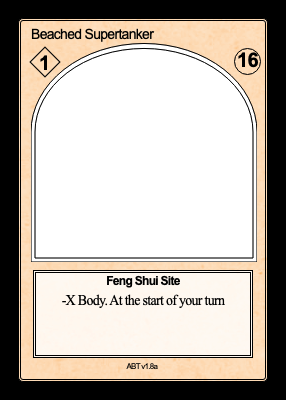 Beached Supertanker
1
16
Feng Shui Site
-X Body. At the start of your turn
ABT v1.8a